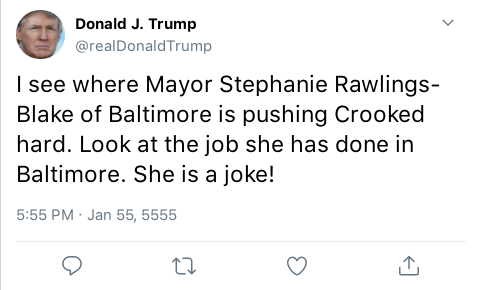 Donald J. Trump
@realDonaldTrump
I see where Mayor Stephanie Rawlings-
Blake of Baltimore is pushing Crooked
hard. Look at the job she has done in
Baltimore. She is a joke!
5:55 PM · Jan 55, 5555